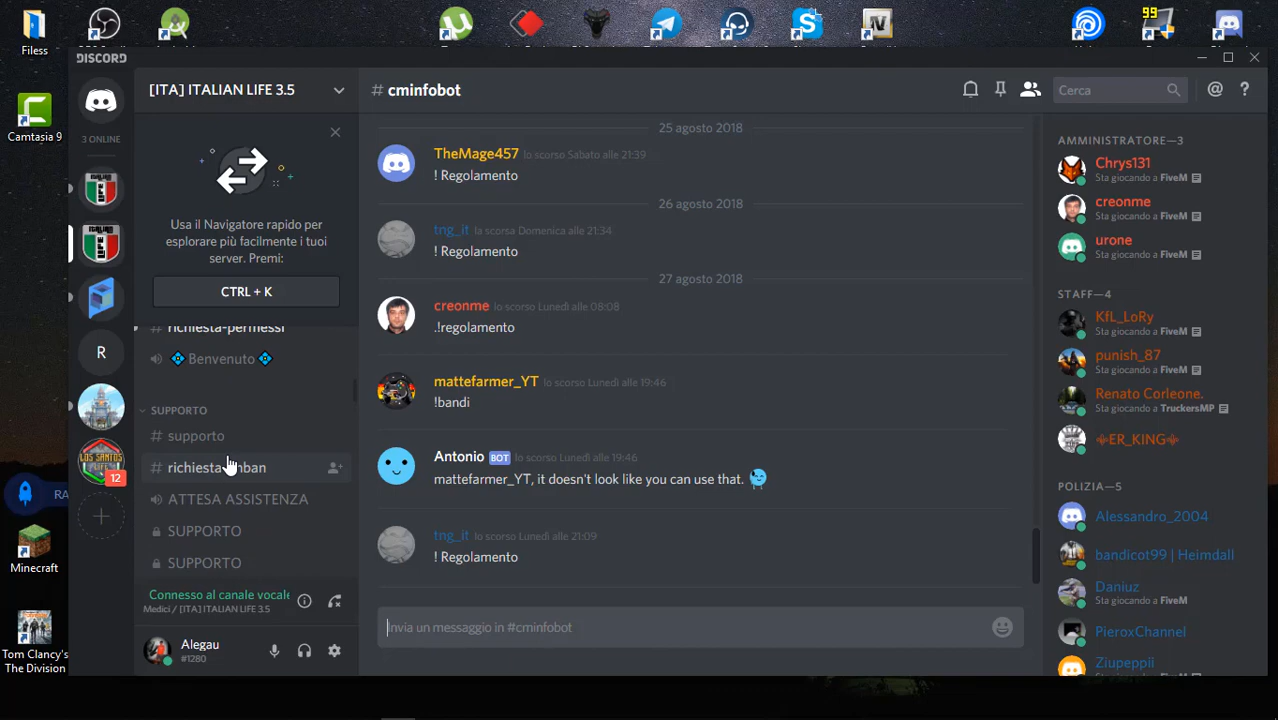 Filess
Camtasia 9
RA
Minecraft
Tom Clancy's
The Division
99
DISCORD
3 ONLINE
R
12
[ITA] ITALIAN LIFE 3.5
Usa il Navigatore rapido per
esplorare più facilmente i tuoi
server. Premi:
CTRL + K
# richiesta-permessi
Benvenuto
SUPPORTO
# supporto
ATTESA ASSISTENZA
SUPPORTO
SUPPORTO
Connesso al canale vocale
Medici / [ITA] ITALIAN LIFE 3.5
Alegau
#1280
# cminfobot
Cerca
@ ?
25 agosto 2018
TheMage457 lo scorso Sabato alle 21:39
! Regolamento
26 agosto 2018
tng_it la scorsa Domenica alle 21:34
! Regolamento
27 agosto 2018
creonme lo scorso Lunedì alle 08:08
.!regolamento
mattefarmer_YT lo scorso Lunedì alle 19:46
!bandi
Antonio BOT lo scorso Lunedì alle 19:46
mattefarmer_YT, it doesn't look like you can use that.
tng_it lo scorso Lunedì alle 21:09
! Regolamento
Invia un messaggio in #cminfobot
AMMINISTRATORE—3
Chrys131
Sta giocando a FiveM
creonme
Sta giocando a FiveM
urone
Sta giocando a FiveM
STAFF—4
KfL_LoRy
Sta giocando a FiveM
punish_87
Sta giocando a FiveM
Renato Corleone.
Sta giocando a TruckersMP
ER_KING
POLIZIA—5
Alessandro_2004
bandicot99 | Heimdall
Daniuz
Sta giocando a FiveM
PieroxChannel
Ziupeppii